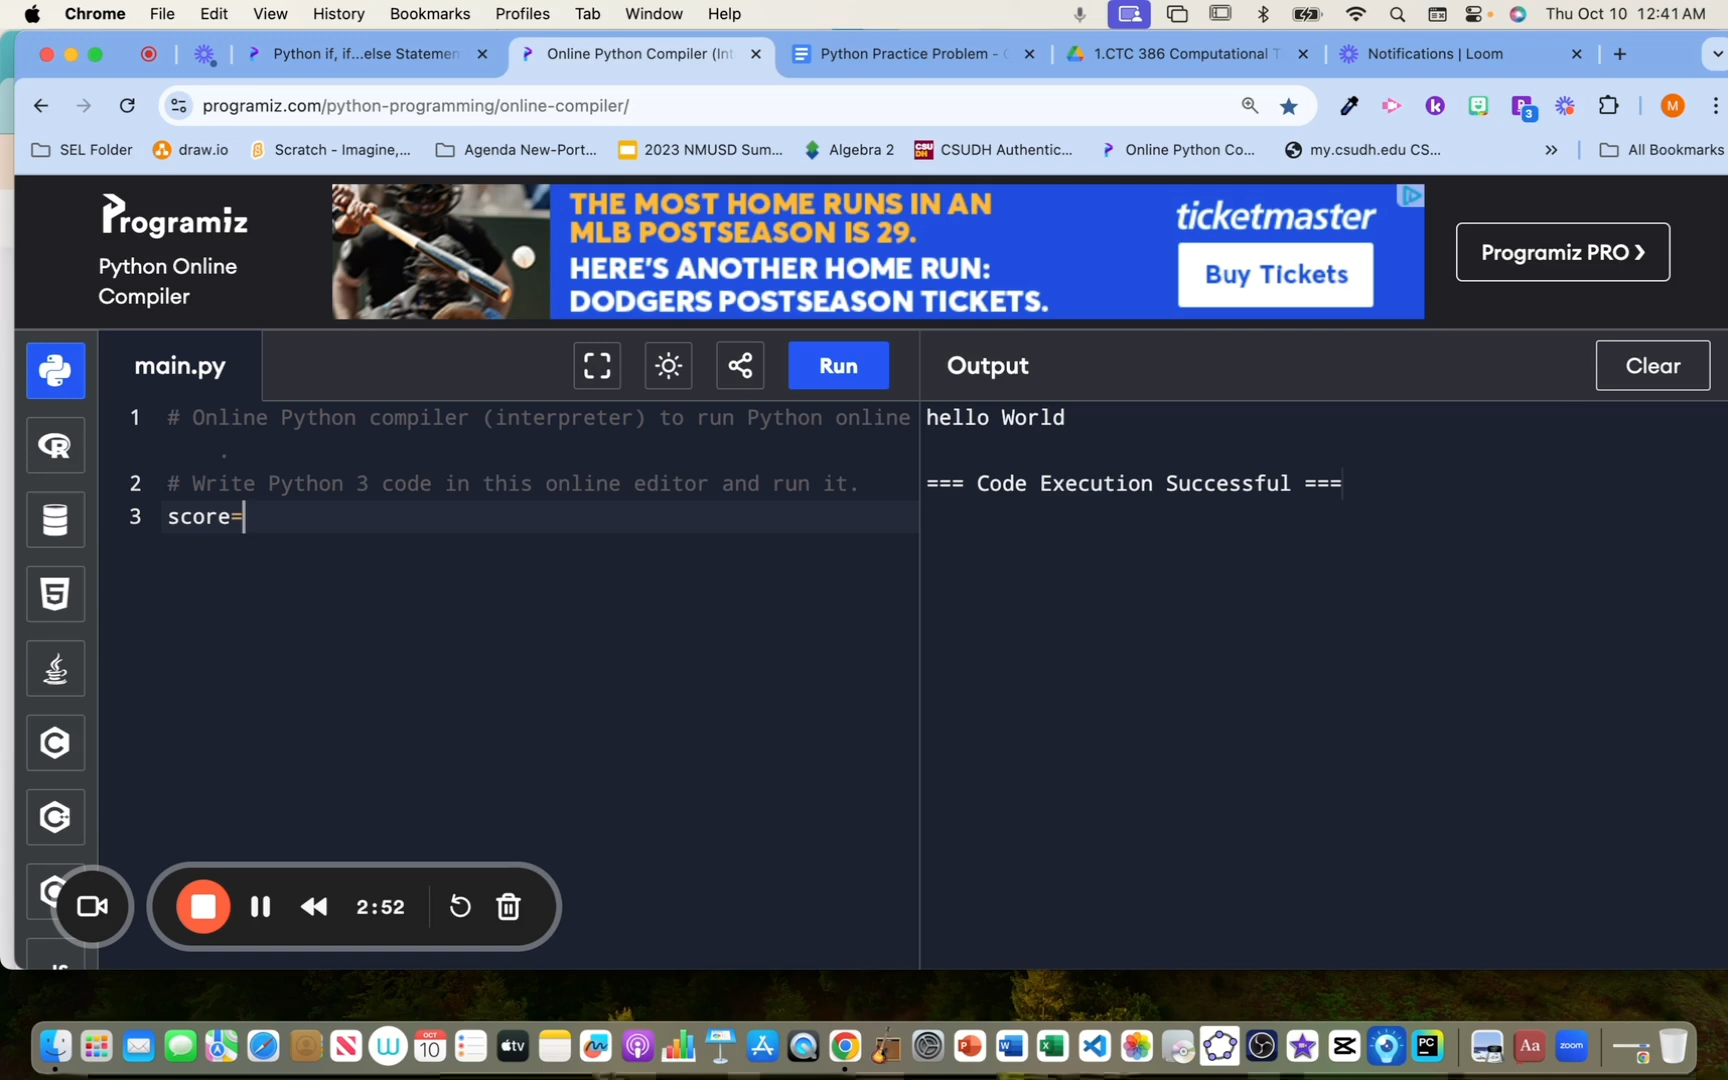 Chrome File Edit View History Bookmarks Profiles Tab Window Help Thu Oct 10 12:41 AM
Python if, if...else Statemen Online Python Compiler (Int Python Practice Problem - 1.CTC 386 Computational T Notifications | Loom
programiz.com/python-programming/online-compiler/
SEL Folder draw.io Scratch - Imagine,... Agenda New-Port... 2023 NMUSD Sum... Algebra 2 CSUDH Authentic... Online Python Co... my.csudh.edu CS... All Bookmarks
Programiz
Python Online
Compiler
THE MOST HOME RUNS IN AN
MLB POSTSEASON IS 29.
HERE'S ANOTHER HOME RUN:
DODGERS POSTSEASON TICKETS.
ticketmaster
Buy Tickets
Programiz PRO ❯
main.py Run Output Clear
1 # Online Python compiler (interpreter) to run Python online
.
2 # Write Python 3 code in this online editor and run it.
3 score=
hello World
=== Code Execution Successful ===
2:52